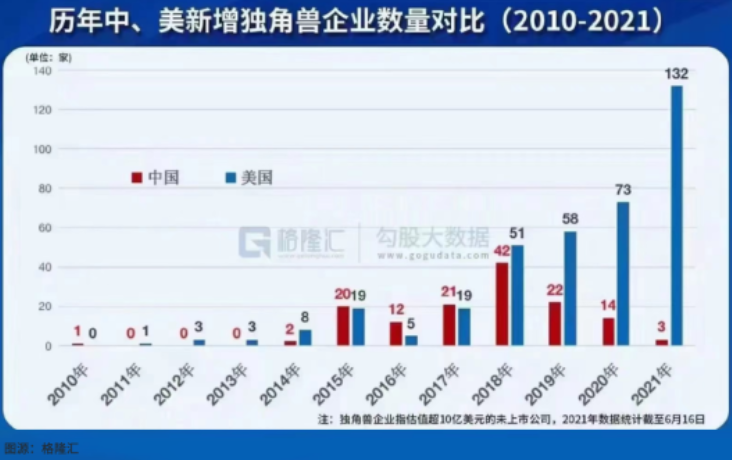 历年中、美新增独角兽企业数量对比（2010-2021）
(单位：家)
140
120
100
80
60
40
20
0
中国
美国
格隆汇
勾股大数据
www.gogudata.com
1 0
0 1
0 3
0 3
2 8
20 19
12 5
21 19
42 51
22 58
14 73
3 132
2010年 2011年 2012年 2013年 2014年 2015年 2016年 2017年 2018年 2019年 2020年 2021年
注：独角兽企业指估值超10亿美元的未上市公司，2021年数据统计截至6月16日
图源：格隆汇